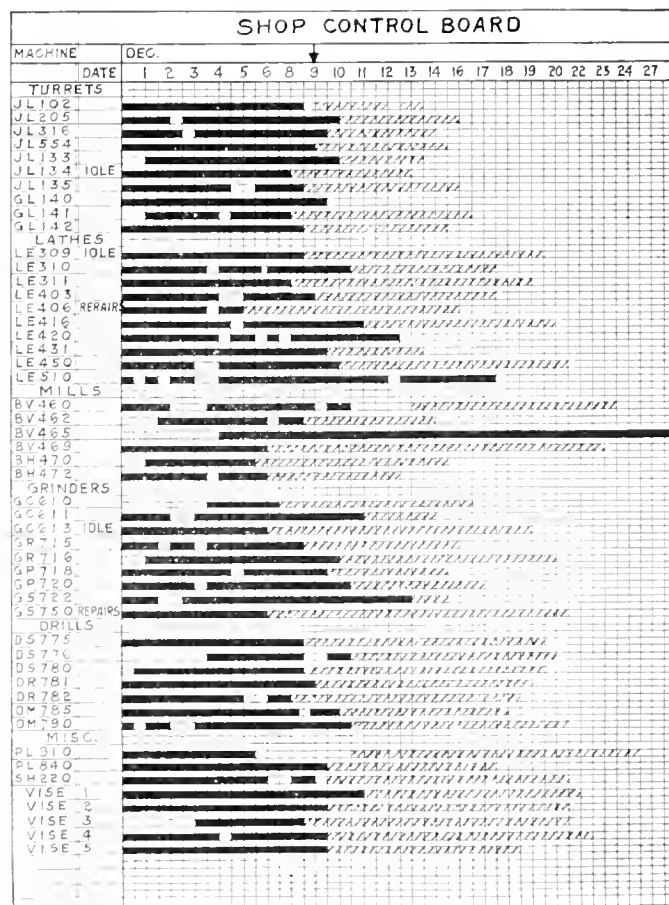 SHOP CONTROL BOARD
MACHINE DEC.
DATE 1 2 3 4 5 6 8 9 10 11 12 13 14 15 16 17 18 19 20 22 23 24 27
TURRETS
JL102
JL205
JL316
JL554
JL133
JL134 IDLE
JL135
GL140
GL141
GL142
LATHES
LE309 IDLE
LE310
LE311
LE403
LE406 REPAIRS
LE416
LE420
LE431
LE450
LE510
MILLS
BV460
BV462
BV465
BV469
BH470
BH472
GRINDERS
GC610
GC611
GC613 IDLE
GR715
GR716
GP718
GP720
GS722
GS750 REPAIRS
DRILLS
DS775
DS776
DS780
DR781
DR782
DM785
DM790
MISC.
PL310
PL840
SH220
VISE 1
VISE 2
VISE 3
VISE 4
VISE 5